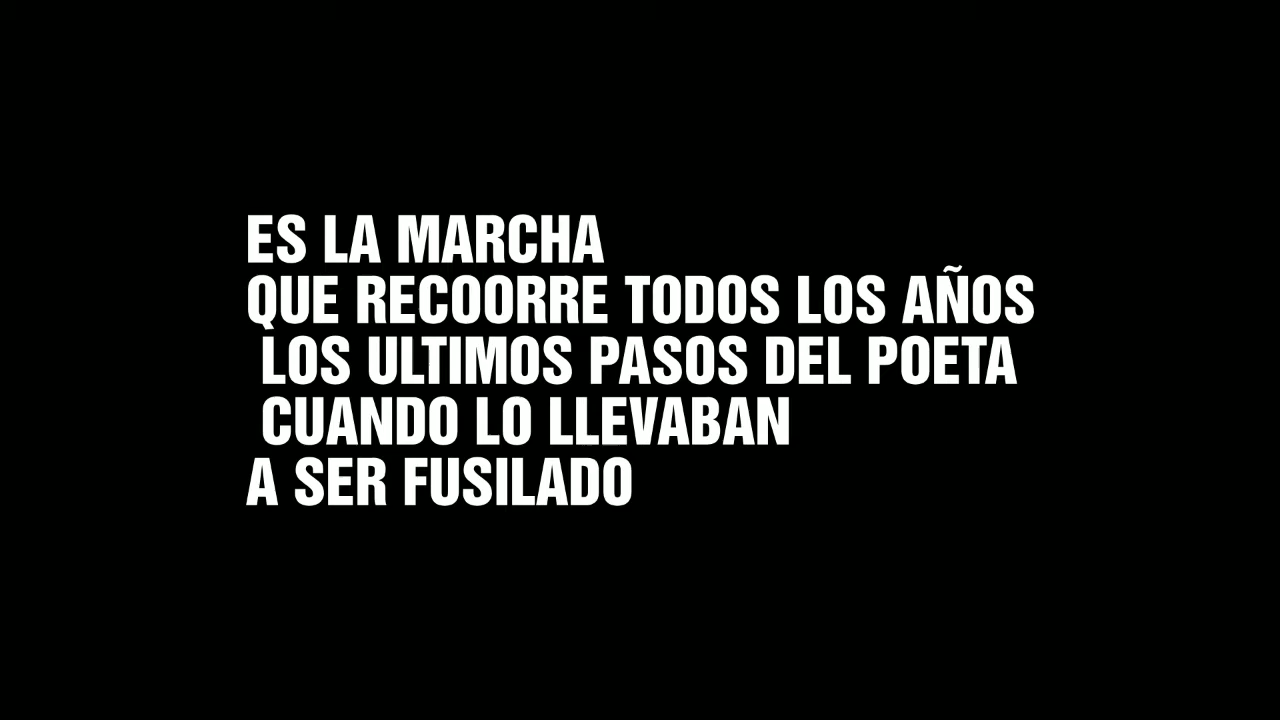 ES LA MARCHA
QUE RECOORRE TODOS LOS AÑOS
LOS ULTIMOS PASOS DEL POETA
CUANDO LO LLEVABAN
A SER FUSILADO